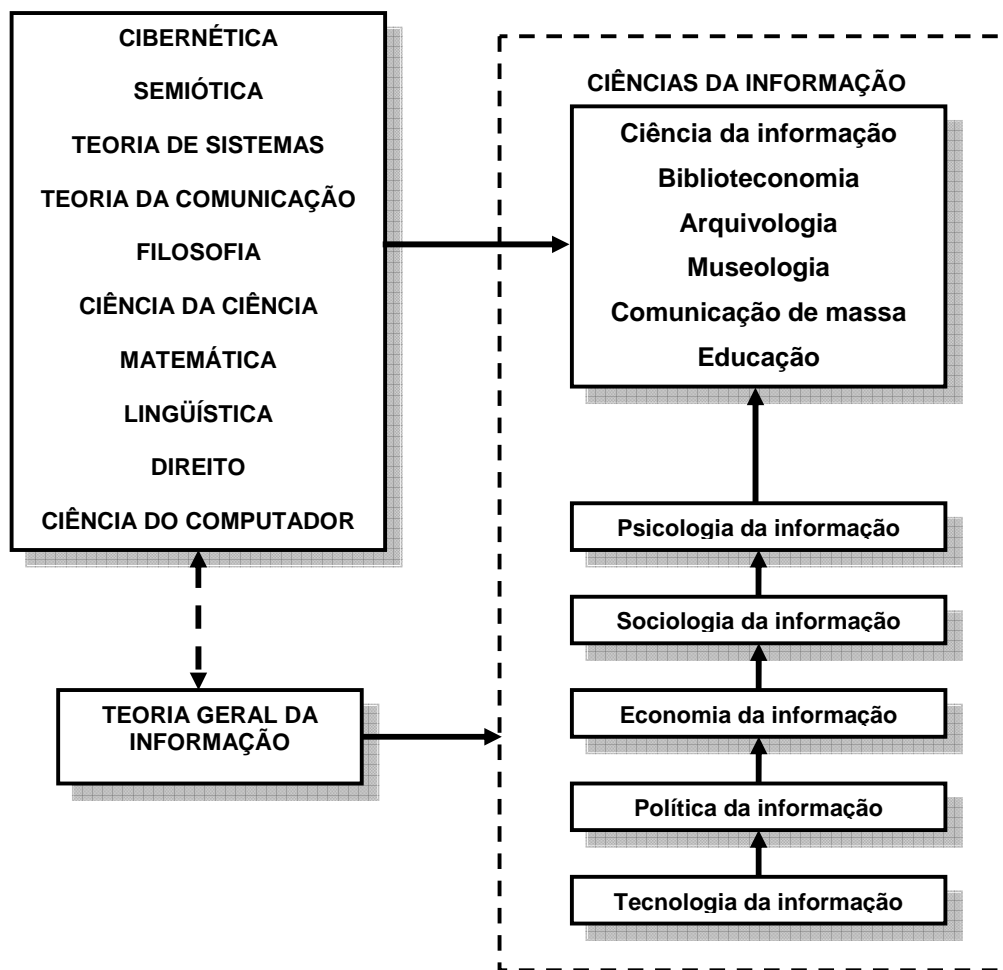 CIBERNÉTICA
SEMIÓTICA
TEORIA DE SISTEMAS
TEORIA DA COMUNICAÇÃO
FILOSOFIA
CIÊNCIA DA CIÊNCIA
MATEMÁTICA
LINGÜÍSTICA
DIREITO
CIÊNCIA DO COMPUTADOR
TEORIA GERAL DA
INFORMAÇÃO
CIÊNCIAS DA INFORMAÇÃO
Ciência da informação
Biblioteconomia
Arquivologia
Museologia
Comunicação de massa
Educação
Psicologia da informação
Sociologia da informação
Economia da informação
Política da informação
Tecnologia da informação